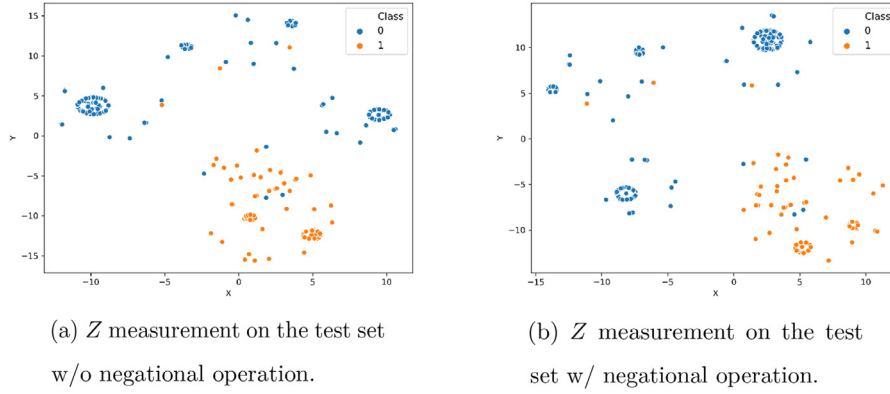 Class
0
1
15
10
5
0
−5
−10
−15
Y
−10
−5
0
5
10
X
(a) Z measurement on the test set
w/o negational operation.
Class
0
1
10
5
0
−5
−10
Y
−15
−10
−5
0
5
10
X
(b) Z measurement on the test
set w/ negational operation.